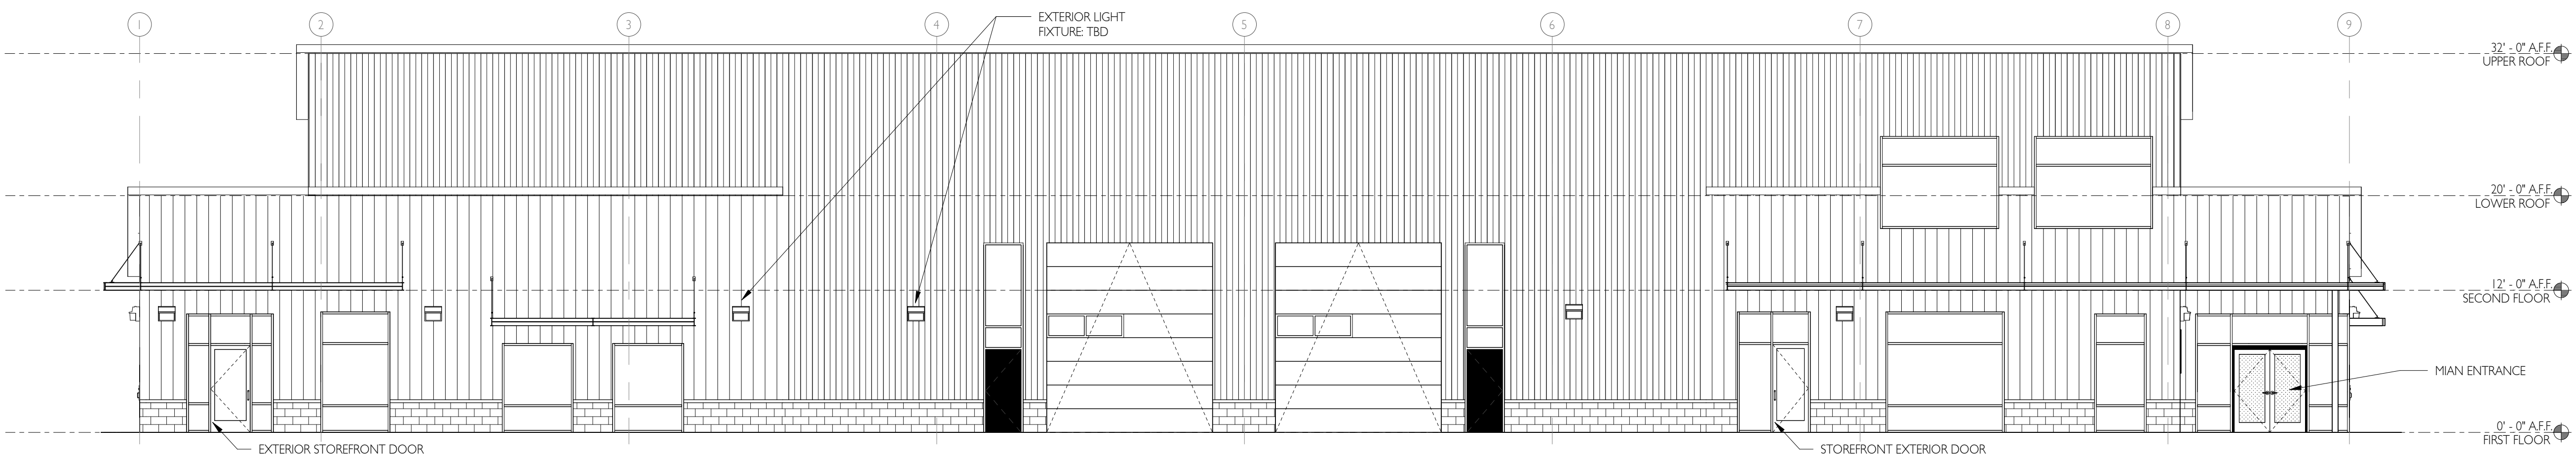 1 2 3 4 5 6 7 8 9
EXTERIOR LIGHT
FIXTURE: TBD
32' - 0" A.F.F.
UPPER ROOF
20' - 0" A.F.F.
LOWER ROOF
12' - 0" A.F.F.
SECOND FLOOR
MIAN ENTRANCE
0' - 0" A.F.F.
FIRST FLOOR
EXTERIOR STOREFRONT DOOR
STOREFRONT EXTERIOR DOOR